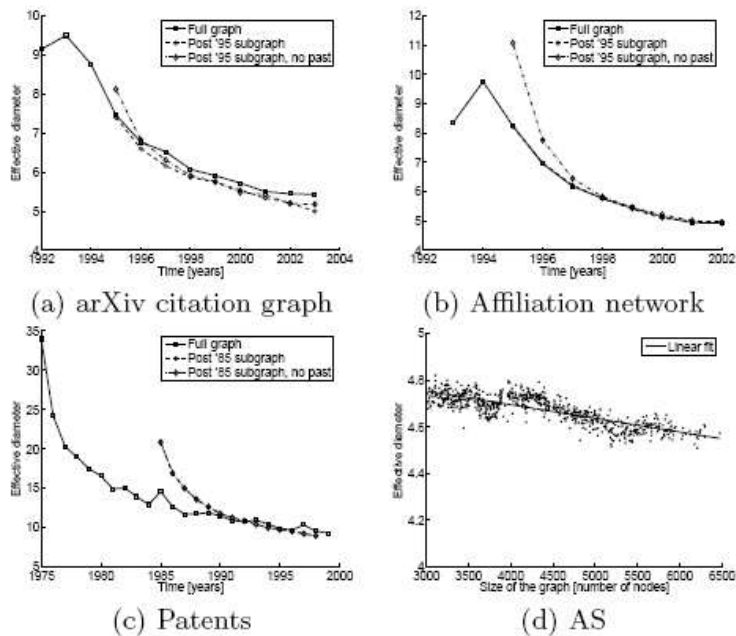 10
9
8
7
6
5
4
Effective diameter
Full graph
Post '95 subgraph
Post '95 subgraph, no past
1992 1994 1996 1998 2000 2002 2004
Time [years]
(a) arXiv citation graph
12
11
10
9
8
7
6
5
4
Effective diameter
Full graph
Post '95 subgraph
Post '95 subgraph, no past
1992 1994 1996 1998 2000 2002
Time [years]
(b) Affiliation network
35
30
25
20
15
10
5
Effective diameter
Full graph
Post '85 subgraph
Post '85 subgraph, no past
1975 1980 1985 1990 1995 2000
Time [years]
(c) Patents
5
4.8
4.6
4.4
4.2
4
Effective diameter
Linear fit
3000 3500 4000 4500 5000 5500 6000 6500
Size of the graph [number of nodes]
(d) AS